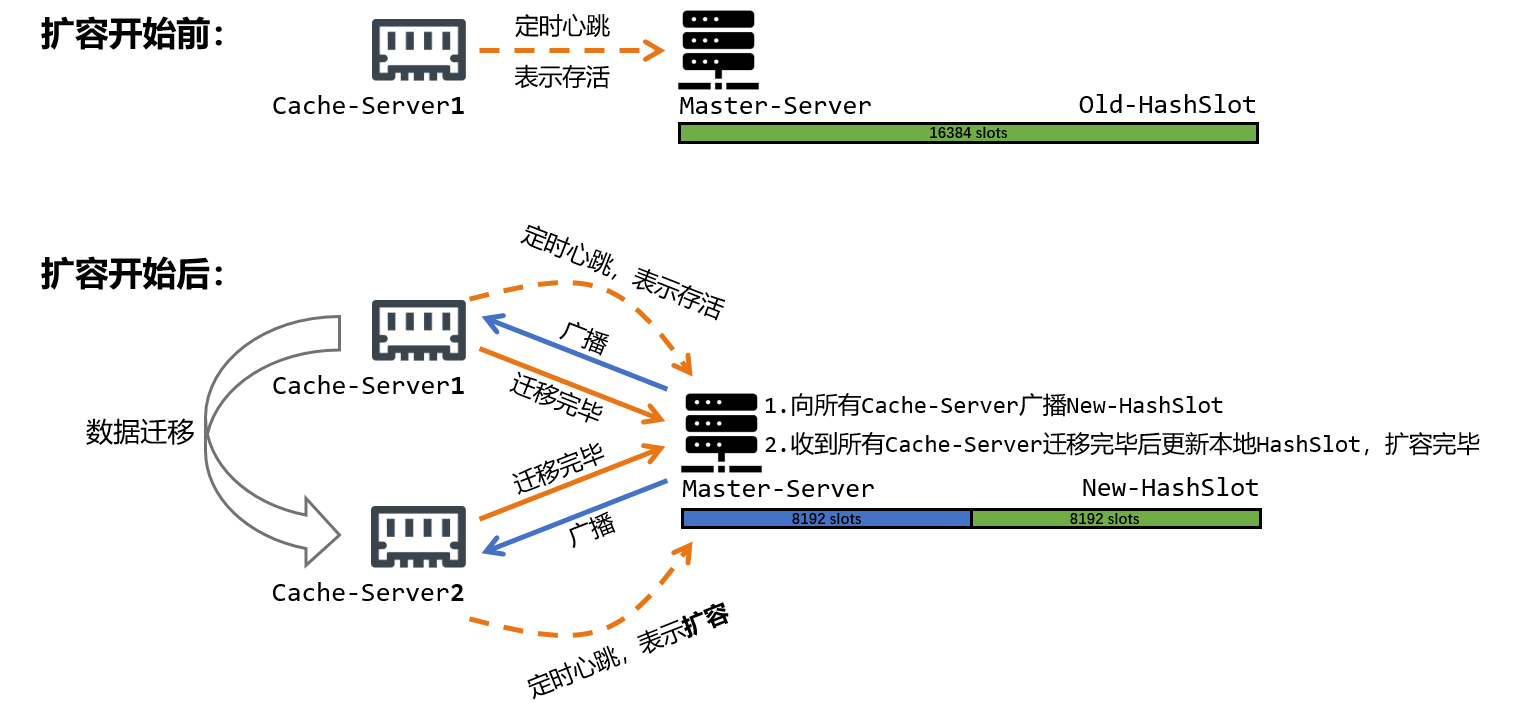 扩容开始前：
定时心跳
表示存活
Cache-Server1
Master-Server
Old-HashSlot
16384 slots
扩容开始后：
定时心跳，表示存活
广播
迁移完毕
Cache-Server1
数据迁移
1.向所有Cache-Server广播New-HashSlot
2.收到所有Cache-Server迁移完毕后更新本地HashSlot，扩容完毕
迁移完毕
Master-Server
New-HashSlot
8192 slots
8192 slots
广播
Cache-Server2
定时心跳，表示扩容